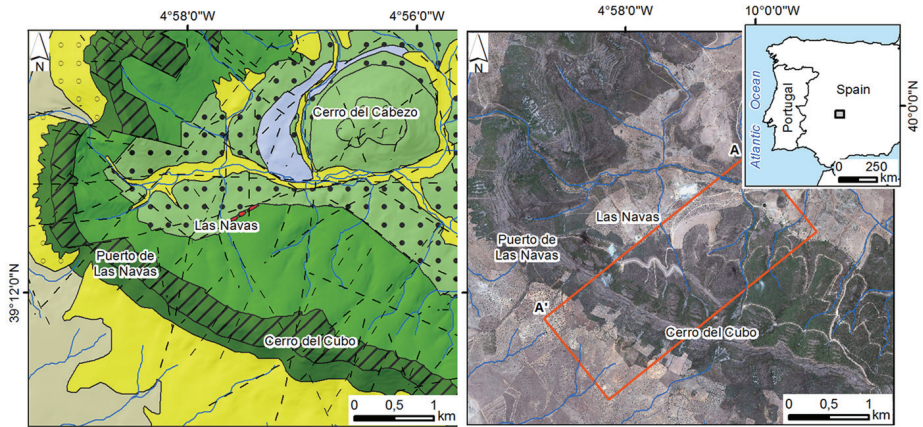 4°58'0"W
4°56'0"W
N
39°12'0"N
Cerro del Cabezo
Las Navas
Puerto de
Las Navas
Cerro del Cubo
0 0,5 1
km
4°58'0"W
10°0'0"W
N
A
Las Navas
Puerto de
Las Navas
A'
Cerro del Cubo
0 0,5 1
km
Atlantic Ocean
Portugal
Spain
0 250
km
40°0'0"N